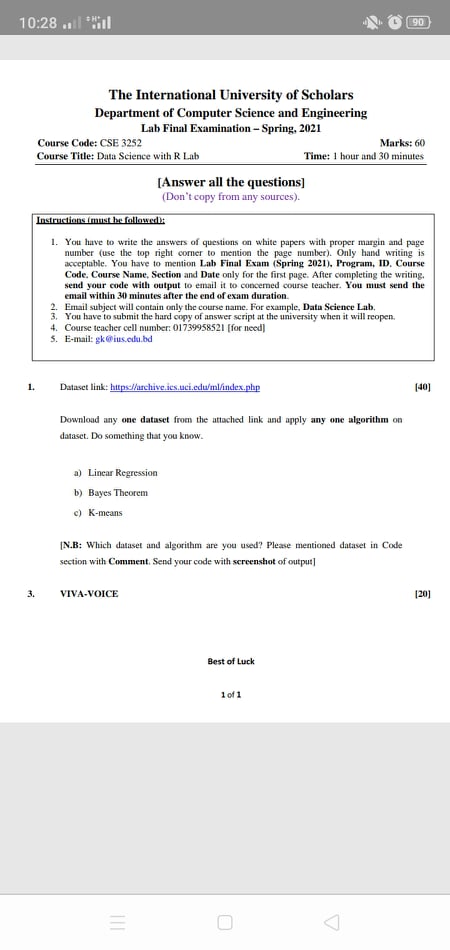 10:28
90
The International University of Scholars
Department of Computer Science and Engineering
Lab Final Examination – Spring, 2021
Course Code: CSE 3252 Marks: 60
Course Title: Data Science with R Lab Time: 1 hour and 30 minutes
[Answer all the questions]
(Don't copy from any sources).
Instructions (must be followed):
1. You have to write the answers of questions on white papers with proper margin and page
number (use the top right corner to mention the page number). Only hand writing is
acceptable. You have to mention Lab Final Exam (Spring 2021), Program, ID, Course
Code, Course Name, Section and Date only for the first page. After completing the writing,
send your code with output to email it to concerned course teacher. You must send the
email within 30 minutes after the end of exam duration.
2. Email subject will contain only the course name. For example, Data Science Lab.
3. You have to submit the hard copy of answer script at the university when it will reopen.
4. Course teacher cell number: 01739958521 [for need]
5. E-mail: gk@ius.edu.bd
1. Dataset link: https://archive.ics.uci.edu/ml/index.php [40]
Download any one dataset from the attached link and apply any one algorithm on
dataset. Do something that you know.
a) Linear Regression
b) Bayes Theorem
c) K-means
[N.B: Which dataset and algorithm are you used? Please mentioned dataset in Code
section with Comment. Send your code with screenshot of output]
3. VIVA-VOICE [20]
Best of Luck
1 of 1